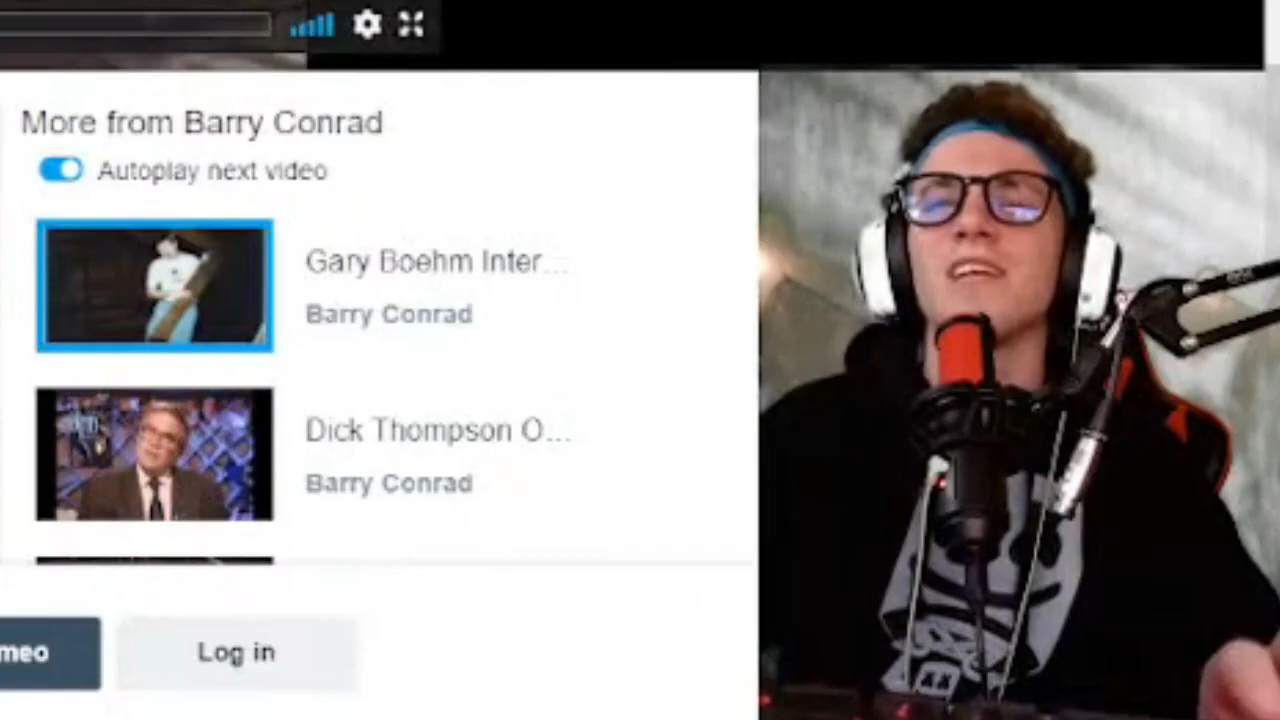 More from Barry Conrad
Autoplay next video
Gary Boehm Inter...
Barry Conrad
Dick Thompson O...
Barry Conrad
meo
Log in